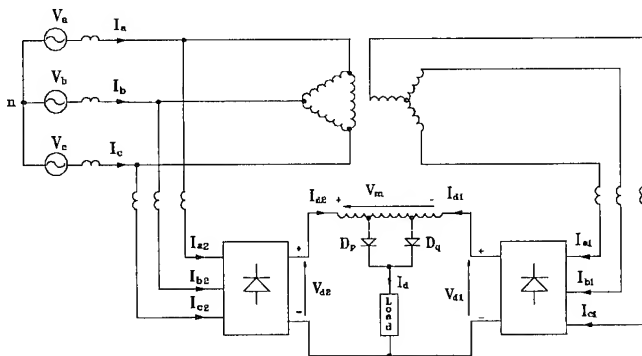 Va
Ia
Vb
Ib
n
Vc
Ic
Id2
+ Vm -
Id1
Ia2
Dp
Dq
Ia1
+
+
Id
Ib2
Vd2
Vd1
Ib1
Ic2
Load
-
-
Ic1